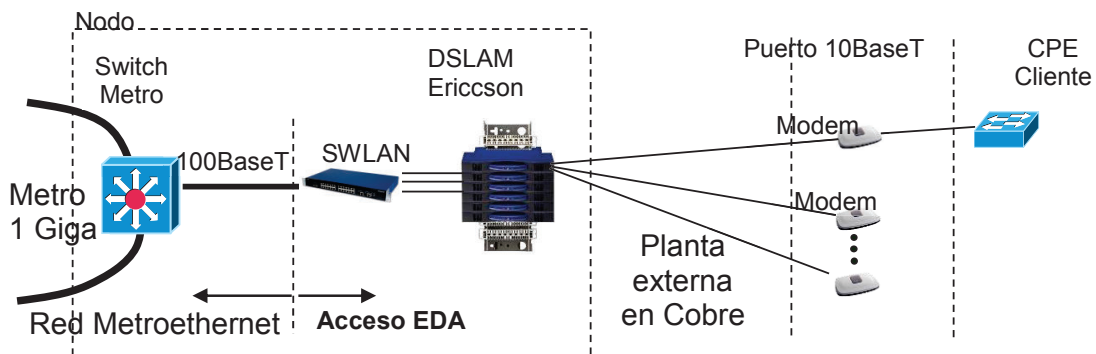 Nodo
Switch
Metro
DSLAM
Ericcson
Puerto 10BaseT
CPE
Cliente
100BaseT
SWLAN
Modem
Metro
1 Giga
Modem
Planta
externa
en Cobre
Red Metroethernet
Acceso EDA